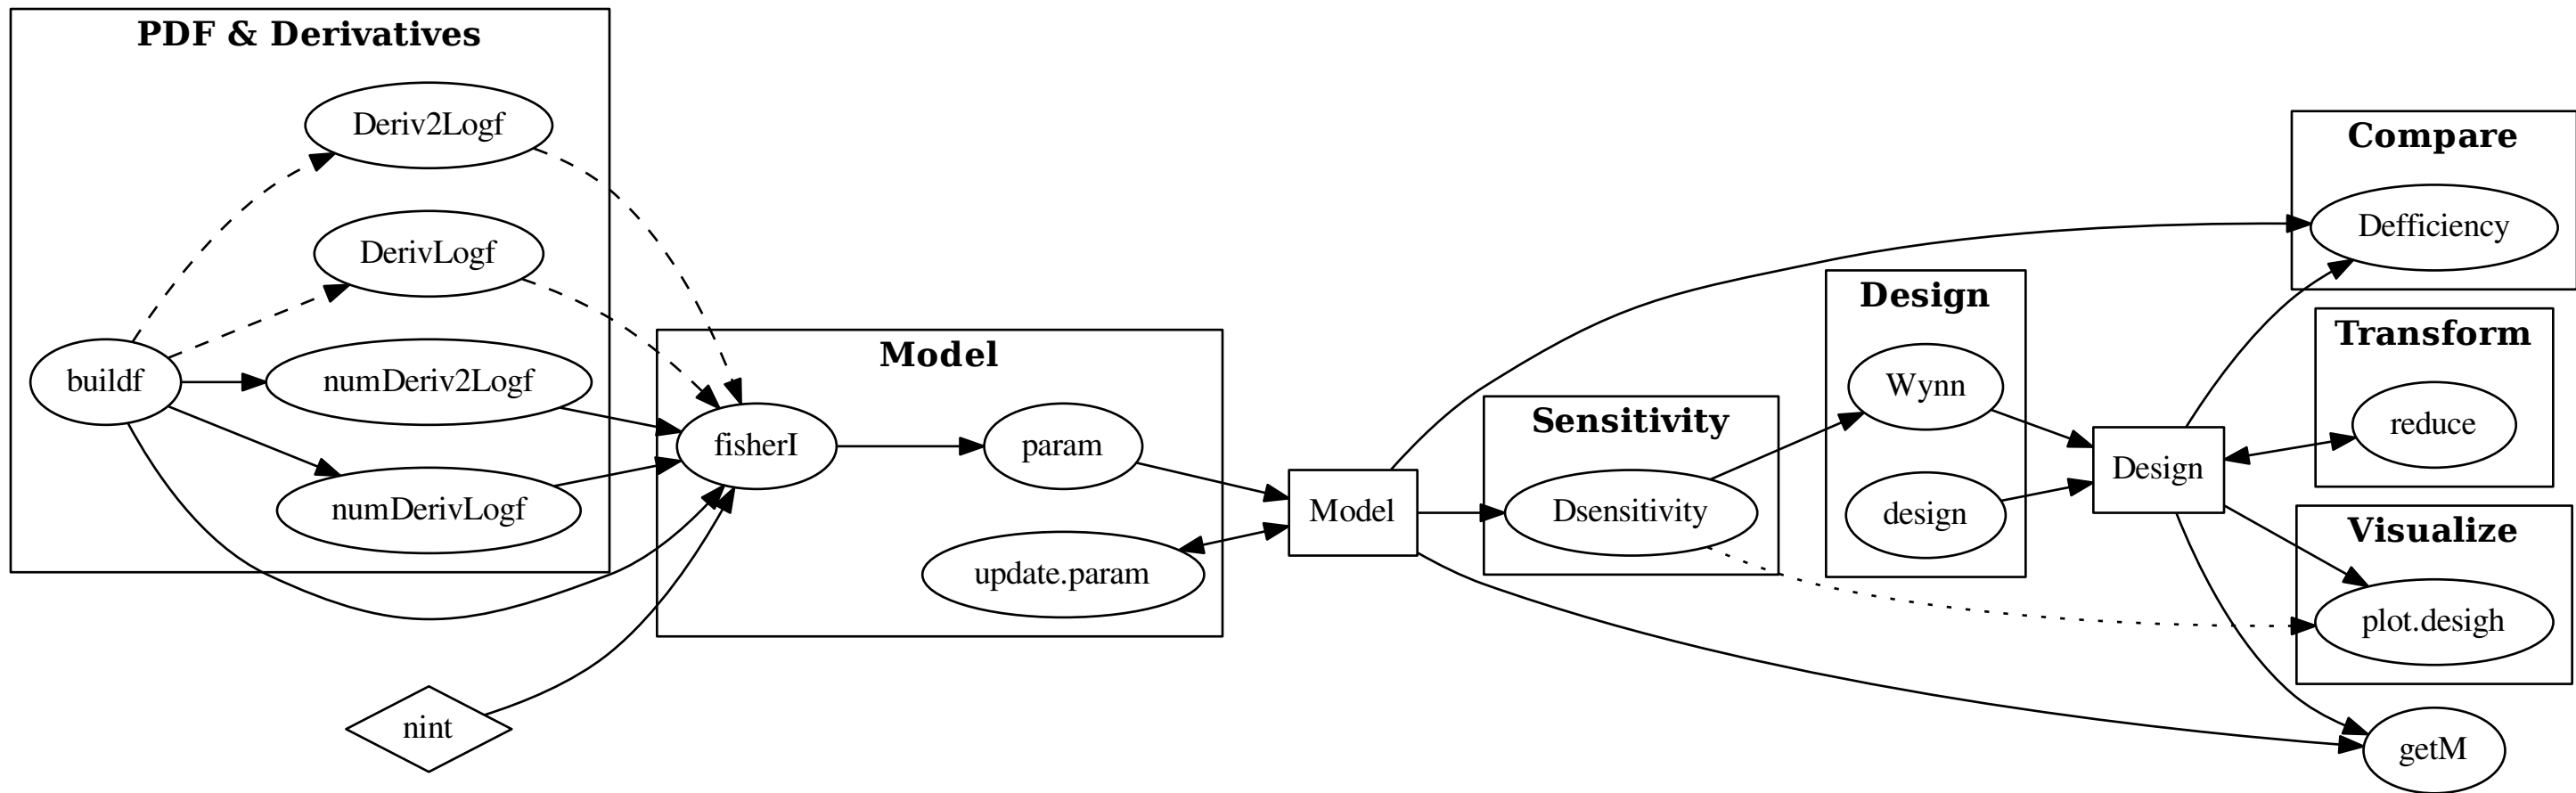 PDF & Derivatives
Deriv2Logf
DerivLogf
buildf
numDeriv2Logf
numDerivLogf
nint
Model
fisherI
param
update.param
Model
Sensitivity
Dsensitivity
Design
Wynn
design
Design
Compare
Defficiency
Transform
reduce
Visualize
plot.desigh
getM